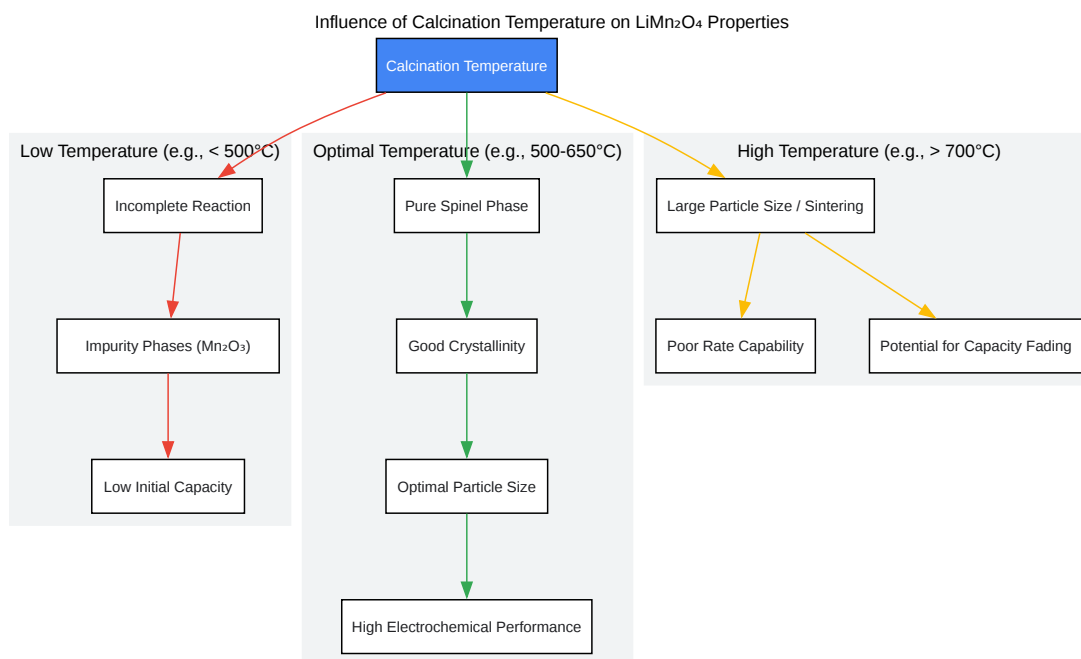 Influence of Calcination Temperature on LiMn₂O₄ Properties
Calcination Temperature
Low Temperature (e.g., < 500°C)
Incomplete Reaction
Impurity Phases (Mn₂O₃)
Low Initial Capacity
Optimal Temperature (e.g., 500-650°C)
Pure Spinel Phase
Good Crystallinity
Optimal Particle Size
High Electrochemical Performance
High Temperature (e.g., > 700°C)
Large Particle Size / Sintering
Poor Rate Capability
Potential for Capacity Fading